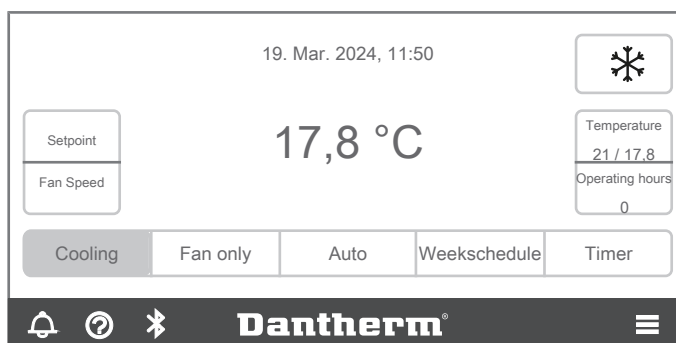 19. Mar. 2024, 11:50
Setpoint
Fan Speed
17,8 °C
Temperature
21 / 17,8
Operating hours
0
Cooling Fan only Auto Weekschedule Timer
Dantherm®